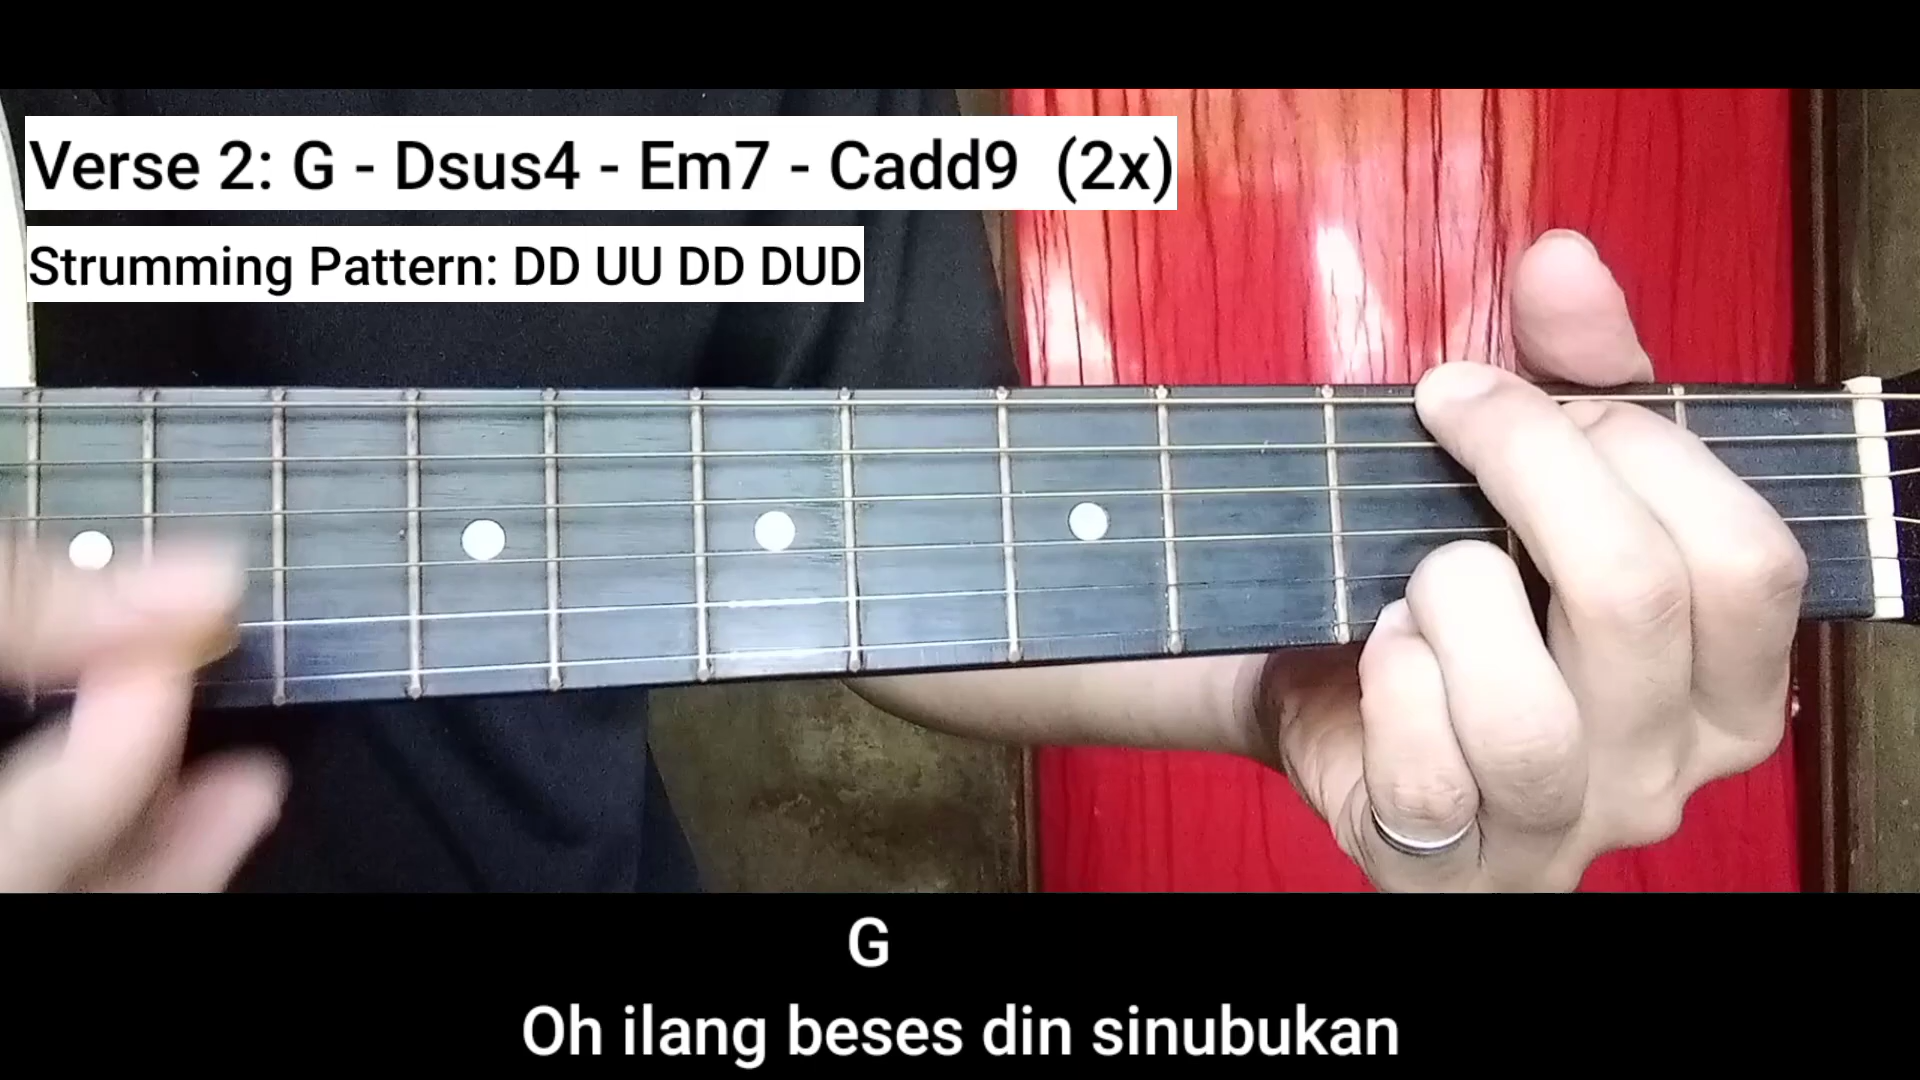 Verse 2: G - Dsus4 - Em7 - Cadd9 (2x)
Strumming Pattern: DD UU DD DUD
G
Oh ilang beses din sinubukan